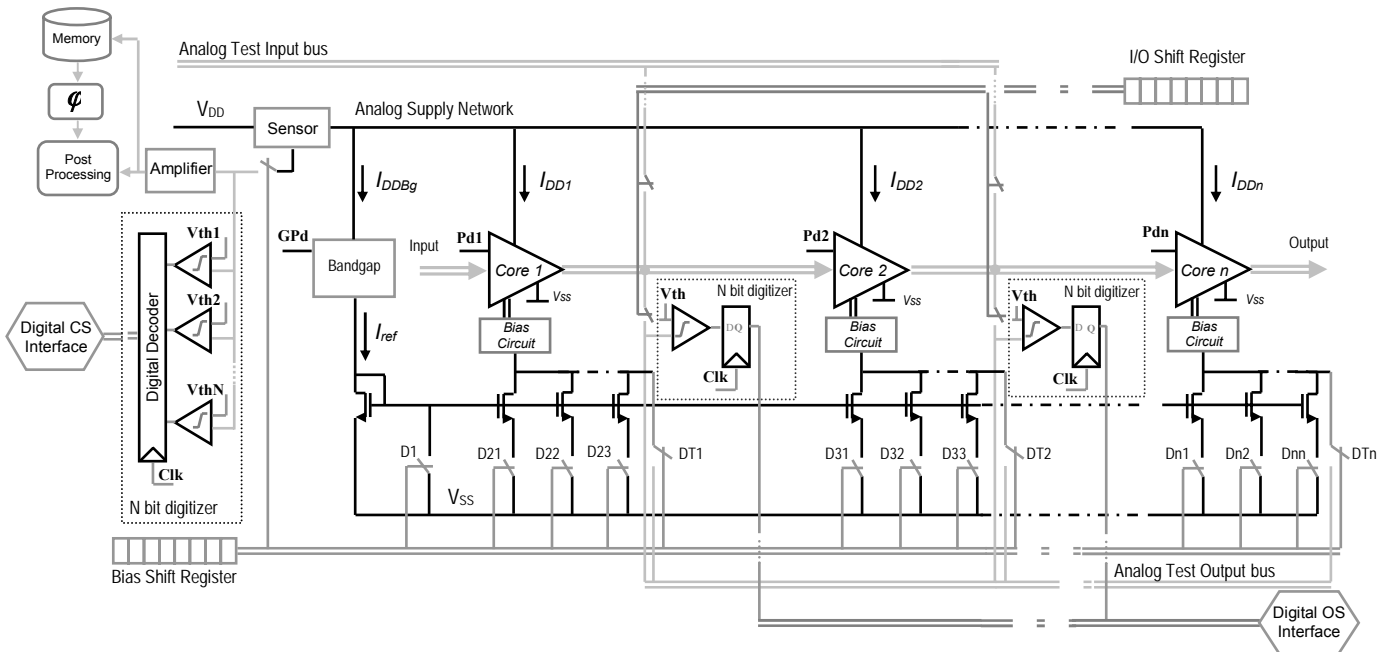 Memory
Analog Test Input bus
I/O Shift Register
φ
VDD
Sensor
Analog Supply Network
Post
Processing
Amplifier
IDDBg
IDD1
IDD2
IDDn
GPd
Bandgap
Input
Pd1
Core 1
Vss
Pd2
Core 2
Vss
Pdn
Core n
Vss
Output
Vth1
Vth2
VthN
Digital Decoder
Clk
N bit digitizer
Digital CS
Interface
Iref
Bias
Circuit
Vth
N bit digitizer
D Q
Clk
Bias
Circuit
Vth
N bit digitizer
D Q
Clk
Bias
Circuit
D1
D21
D22
D23
DT1
D31
D32
D33
DT2
Dn1
Dn2
Dnn
DTn
VSS
Bias Shift Register
Analog Test Output bus
Digital OS
Interface